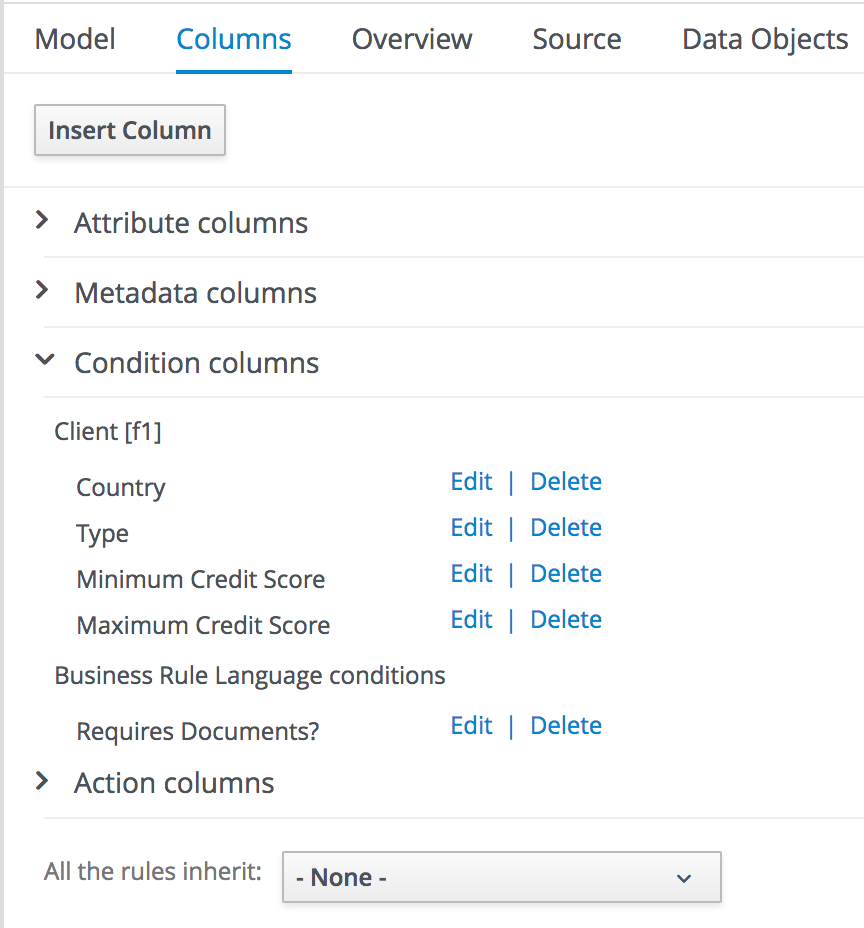 Model Columns Overview Source Data Objects
Insert Column
Attribute columns
Metadata columns
Condition columns
Client [f1]
Country Edit | Delete
Type Edit | Delete
Minimum Credit Score Edit | Delete
Maximum Credit Score Edit | Delete
Business Rule Language conditions
Requires Documents? Edit | Delete
Action columns
All the rules inherit: - None -